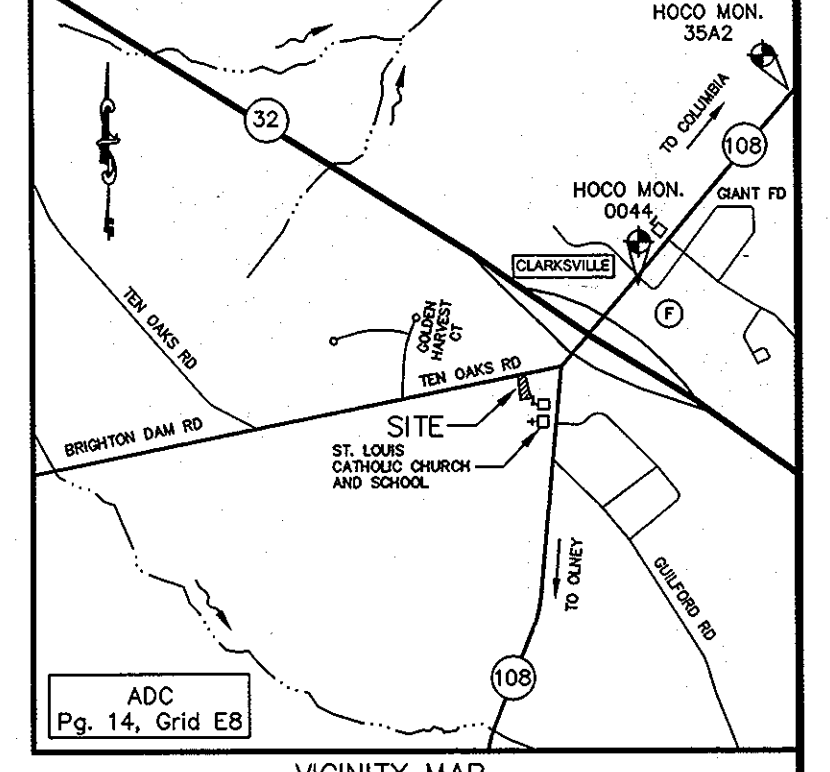 HOCO MON.
35A2
32
TO COLUMBIA
108
HOCO MON.
0044
GIANT FD
CLARKSVILLE
F
TEN OAKS RD
GOLDEN
HARVEST
CT
TEN OAKS RD
BRIGHTON DAM RD
SITE
ST. LOUIS
CATHOLIC CHURCH
AND SCHOOL
TO OLNEY
GUILFORD RD
108
ADC
Pg. 14, Grid E8
VICINITY MAP